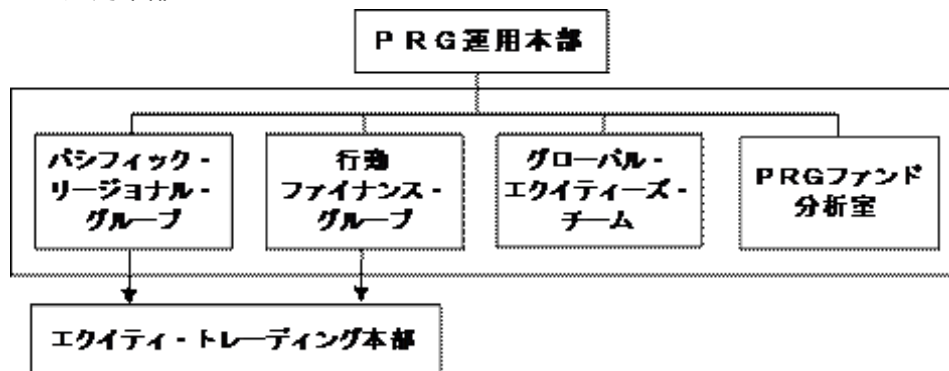 PRG運用本部
パシフィック・
リージョナル・
グループ
行動
ファイナンス・
グループ
グローバル・
エクイティーズ・
チーム
PRGファンド
分析室
エクイティ・トレーディング本部